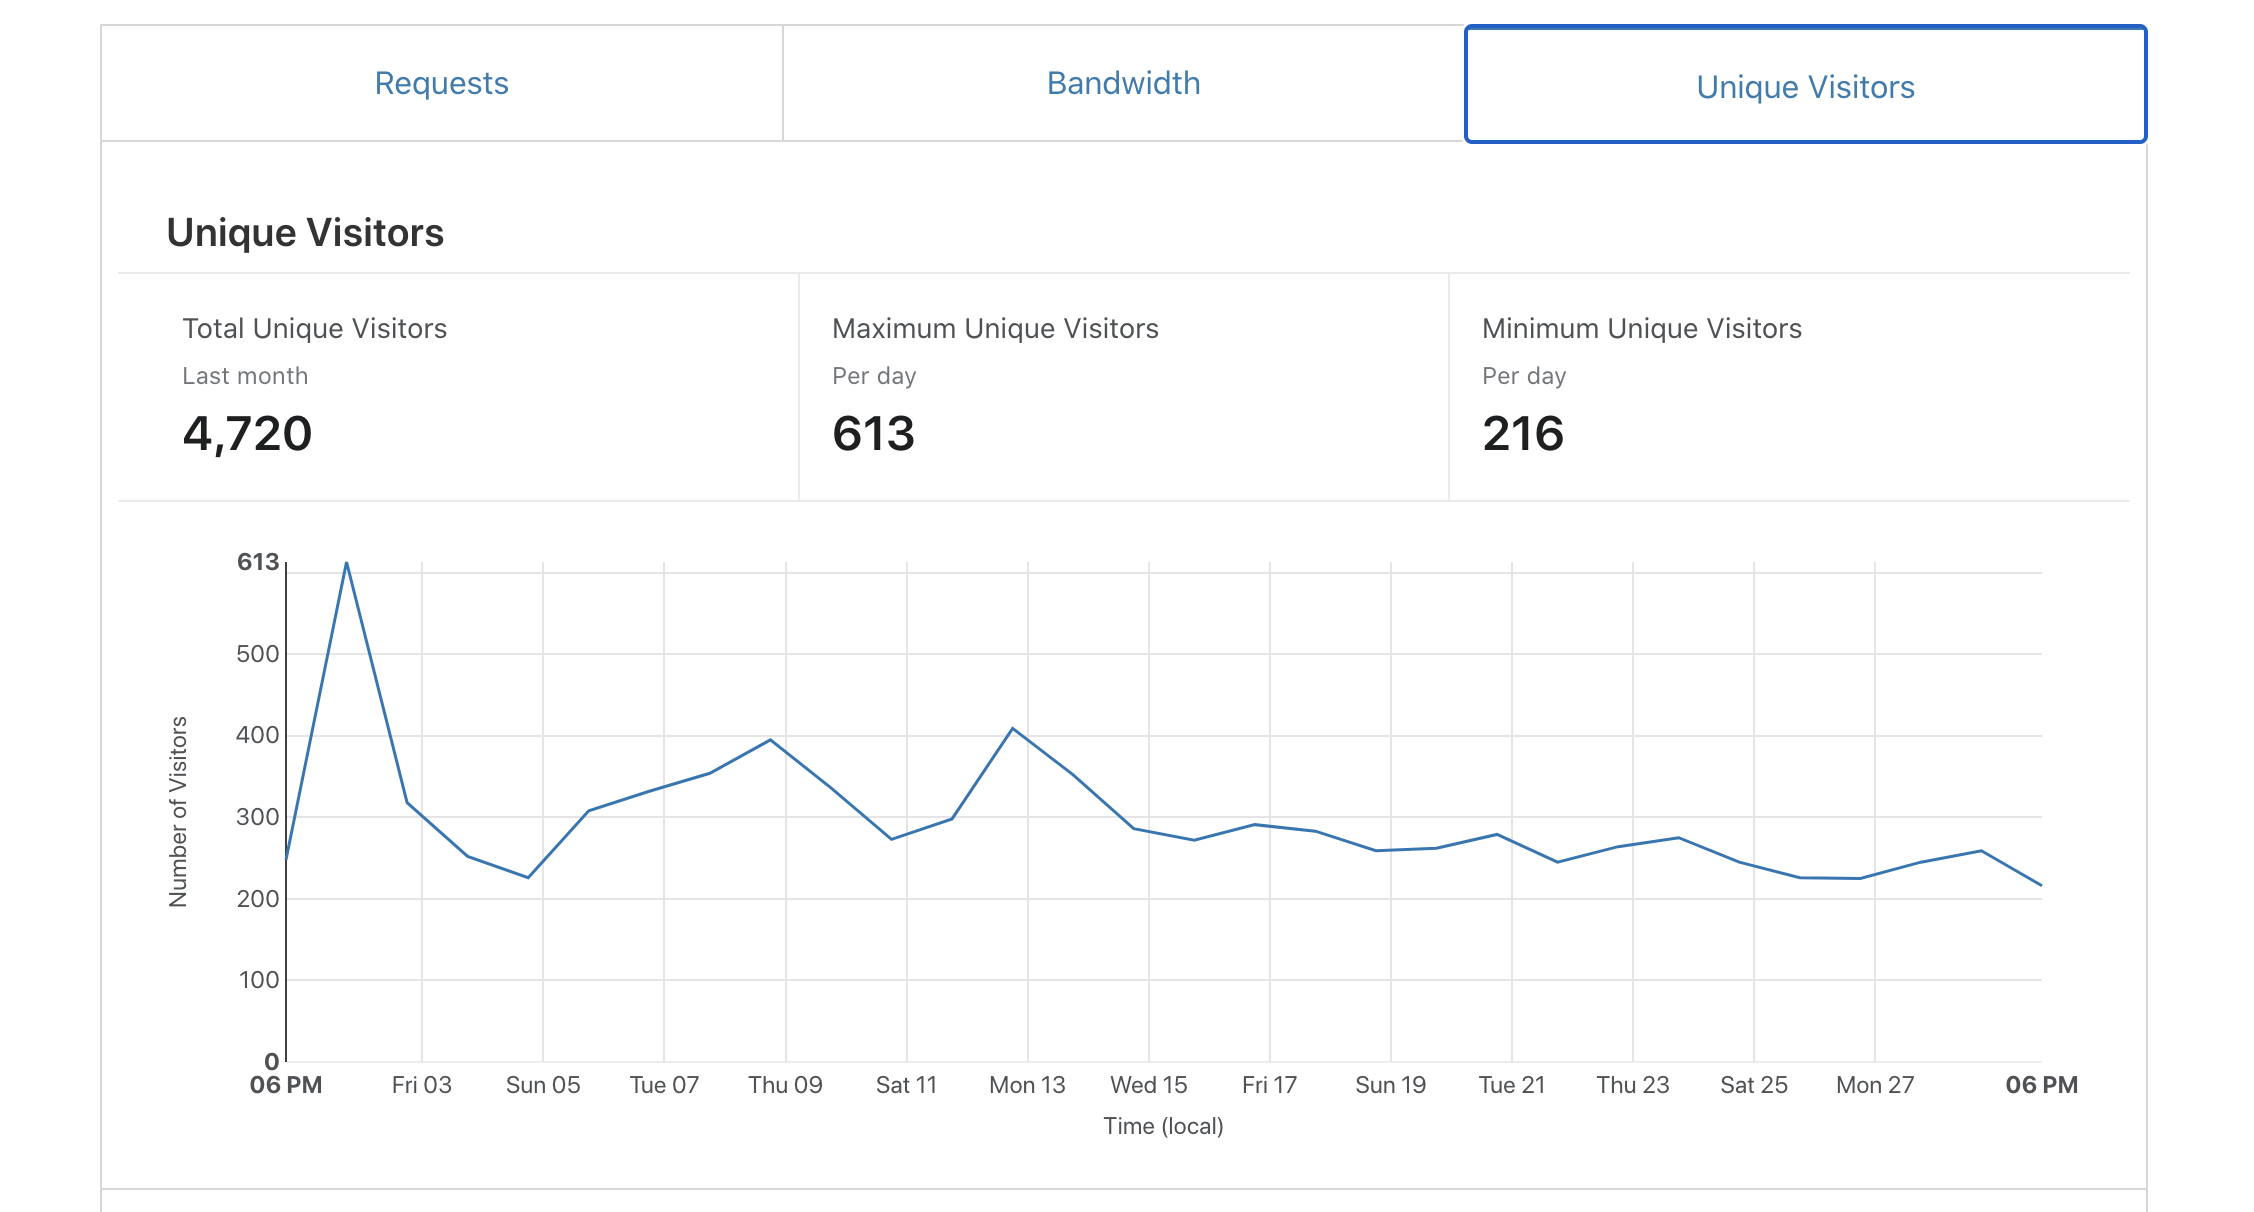 Requests
Bandwidth
Unique Visitors
Unique Visitors
Total Unique Visitors
Last month
4,720
Maximum Unique Visitors
Per day
613
Minimum Unique Visitors
Per day
216
613
500
400
300
200
100
0
Number of Visitors
06 PM Fri 03 Sun 05 Tue 07 Thu 09 Sat 11 Mon 13 Wed 15 Fri 17 Sun 19 Tue 21 Thu 23 Sat 25 Mon 27 06 PM
Time (local)